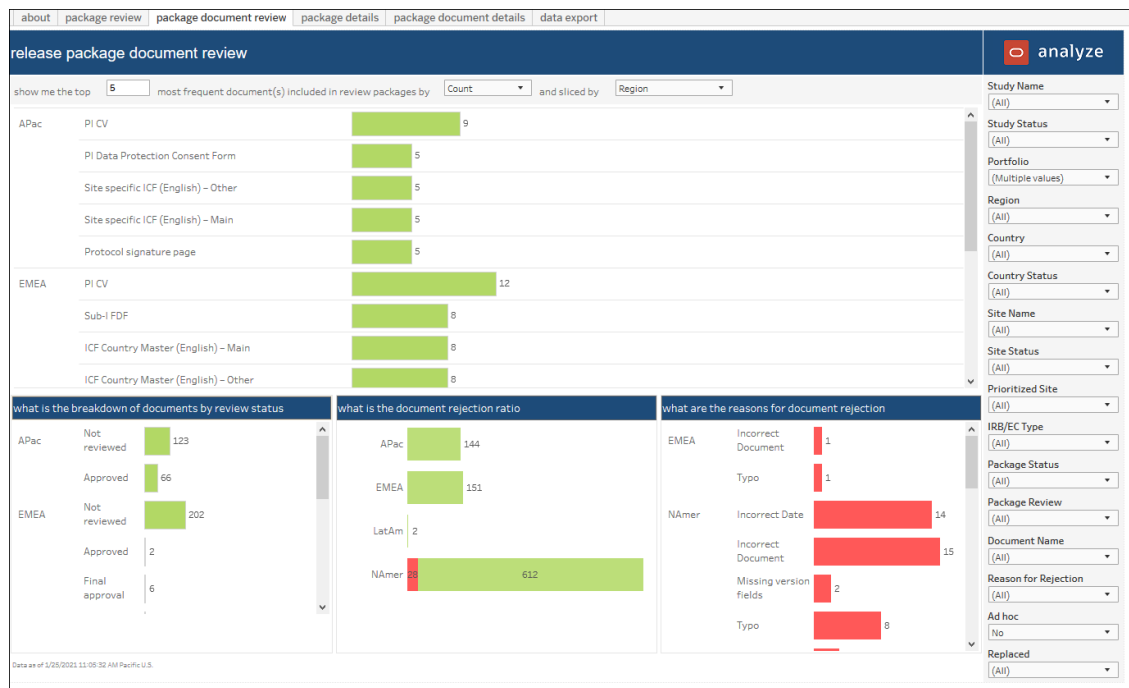 about package review package document review package details package document details data export
release package document review
analyze
show me the top 5 most frequent document(s) included in review packages by Count and sliced by Region
APac PI CV 9
PI Data Protection Consent Form 5
Site specific ICF (English) – Other 5
Site specific ICF (English) – Main 5
Protocol signature page 5
EMEA PI CV 12
Sub-I FDF 8
ICF Country Master (English) – Main 8
ICF Country Master (English) – Other 8
what is the breakdown of documents by review status
APac Not reviewed 123
Approved 66
EMEA Not reviewed 202
Approved 2
Final approval 6
what is the document rejection ratio
APac 144
EMEA 151
LatAm 2
NAmer 28 612
what are the reasons for document rejection
EMEA Incorrect Document 1
Typo 1
NAmer Incorrect Date 14
Incorrect Document 15
Missing version fields 2
Typo 8
Study Name
(All)
Study Status
(All)
Portfolio
(Multiple values)
Region
(All)
Country
(All)
Country Status
(All)
Site Name
(All)
Site Status
(All)
Prioritized Site
(All)
IRB/EC Type
(All)
Package Status
(All)
Package Review
(All)
Document Name
(All)
Reason for Rejection
(All)
Ad hoc
No
Replaced
(All)
Data as of 1/25/2021 11:05:32 AM Pacific U.S.